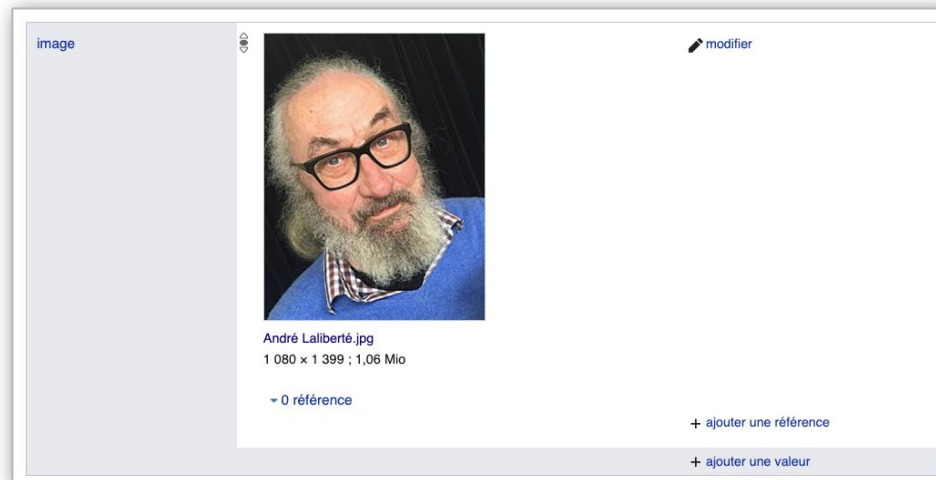 image
modifier
André Laliberté.jpg
1 080 × 1 399 ; 1,06 Mio
0 référence
+ ajouter une référence
+ ajouter une valeur